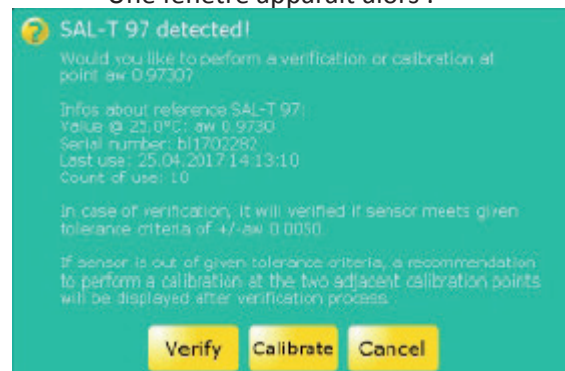 Une fenêtre apparaît alors :
SAL-T 97 detected!
Would you like to perform a verification or calibration at
point aw 0.9730?
Infos about reference SAL-T 97:
Value @ 25.0°C: aw 0.9730
Serial number: bl1702282
Last use: 25.04.2017 14:13:10
Count of use: 10
In case of verification, it will verified if sensor meets given
tolerance criteria of +/-aw 0.0050.
If sensor is out of given tolerance criteria, a recommendation
to perform a calibration at the two adjacent calibration points
will be displayed after verification process.
Verify Calibrate Cancel